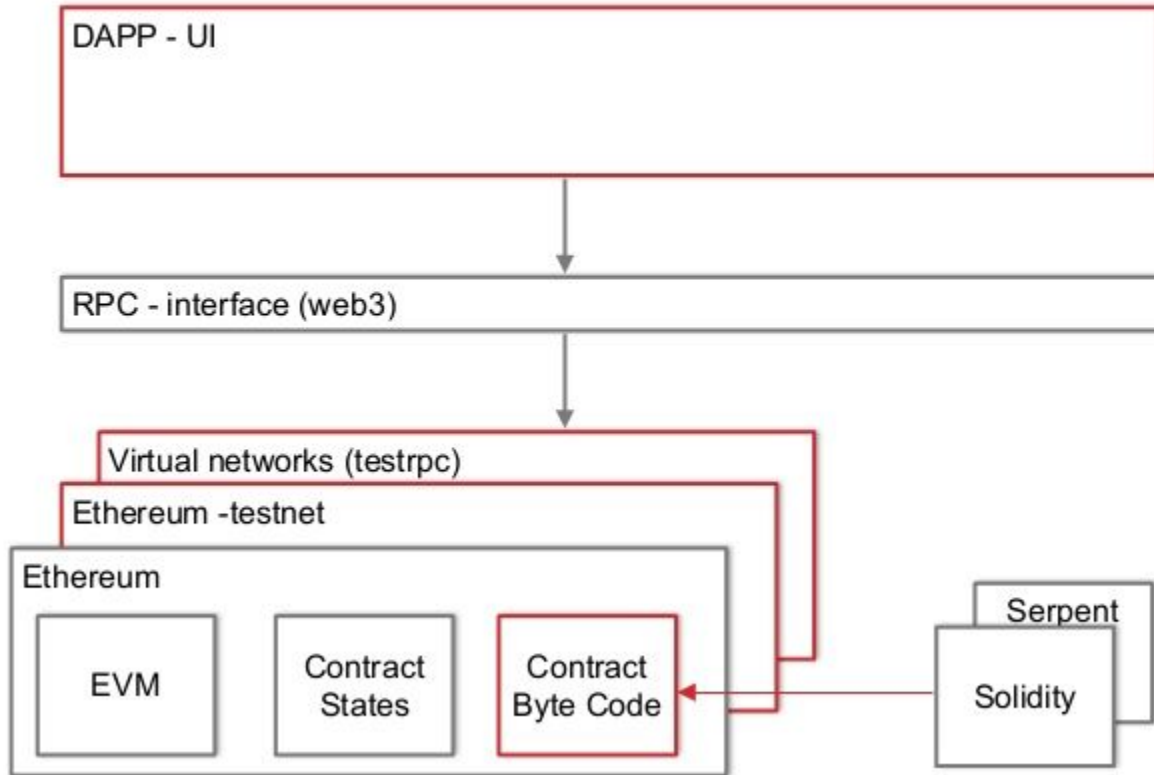 DAPP - UI
RPC - interface (web3)
Virtual networks (testrpc)
Ethereum -testnet
Ethereum
EVM
Contract
States
Contract
Byte Code
Serpent
Solidity